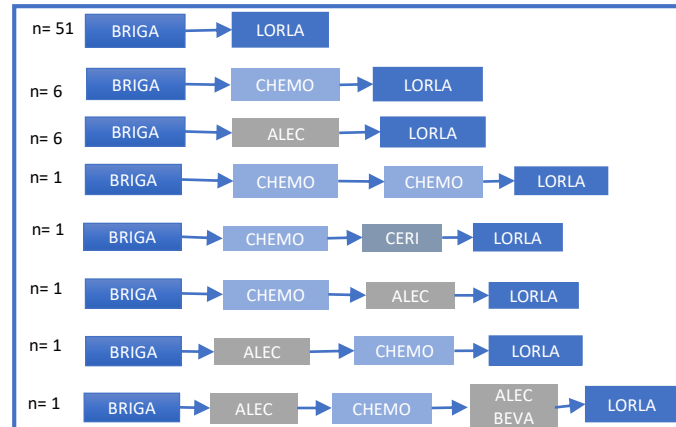 n= 51 BRIGA LORLA
n= 6 BRIGA CHEMO LORLA
n= 6 BRIGA ALEC LORLA
n= 1 BRIGA CHEMO CHEMO LORLA
n= 1 BRIGA CHEMO CERI LORLA
n= 1 BRIGA CHEMO ALEC LORLA
n= 1 BRIGA ALEC CHEMO LORLA
n= 1 BRIGA ALEC CHEMO ALEC BEVA LORLA